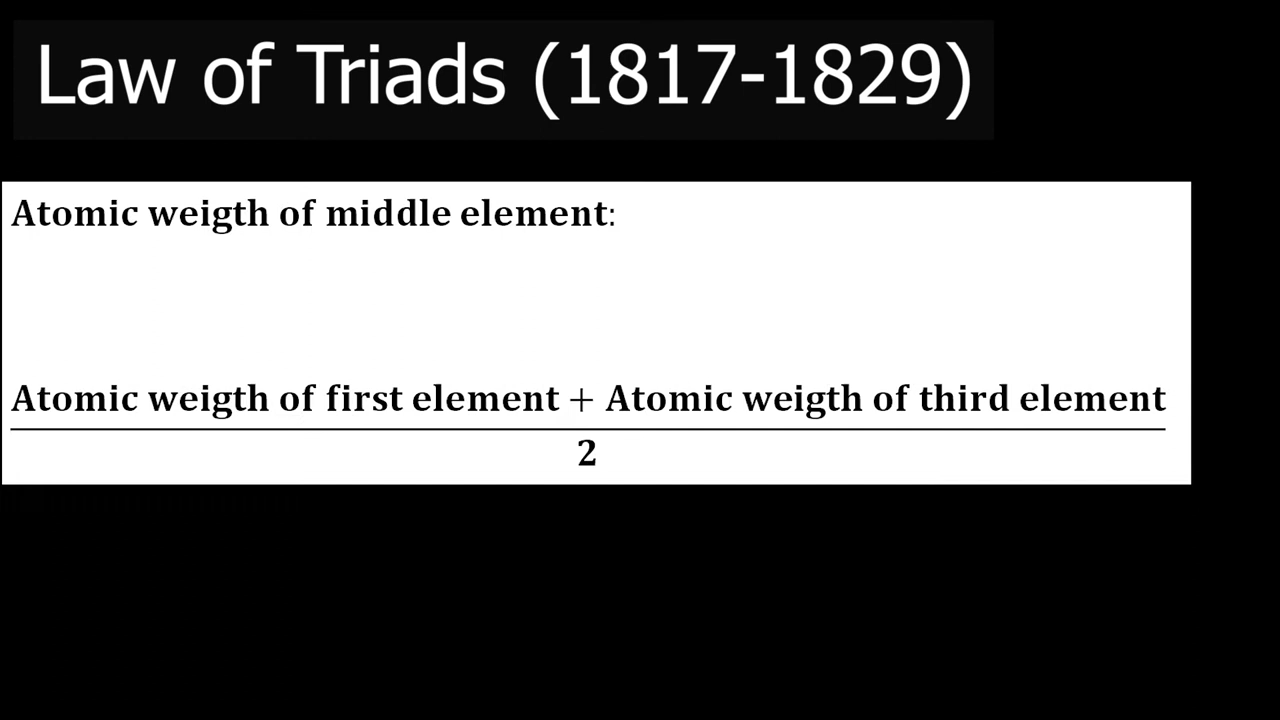 Law of Triads (1817-1829)
Atomic weigth of middle element:
Atomic weigth of first element + Atomic weigth of third element
2